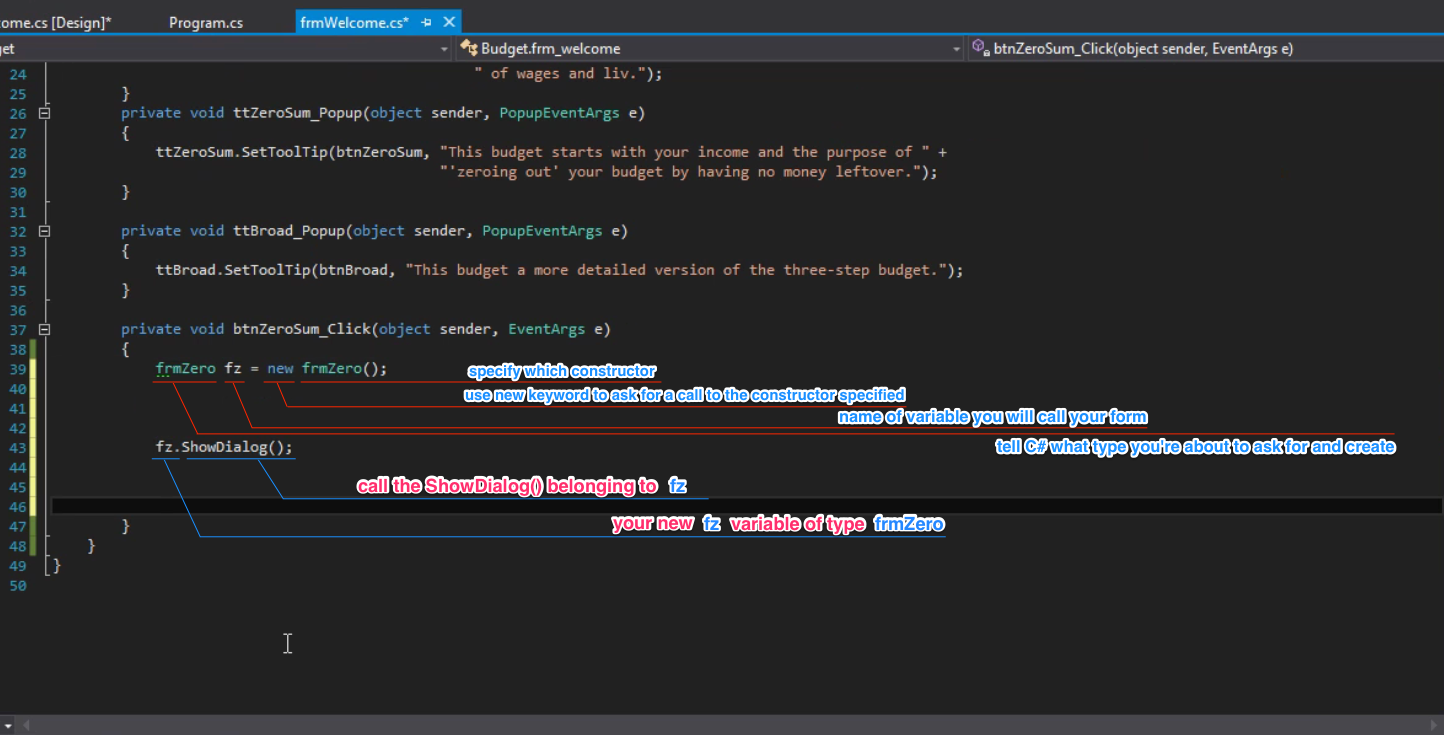 ome.cs [Design]* Program.cs frmWelcome.cs*
get Budget.frm_welcome btnZeroSum_Click(object sender, EventArgs e)
24 " of wages and liv.");
25 }
26 private void ttZeroSum_Popup(object sender, PopupEventArgs e)
27 {
28 ttZeroSum.SetToolTip(btnZeroSum, "This budget starts with your income and the purpose of " +
29 "'zeroing out' your budget by having no money leftover.");
30 }
31
32 private void ttBroad_Popup(object sender, PopupEventArgs e)
33 {
34 ttBroad.SetToolTip(btnBroad, "This budget a more detailed version of the three-step budget.");
35 }
36
37 private void btnZeroSum_Click(object sender, EventArgs e)
38 {
39 frmZero fz = new frmZero(); specify which constructor
40 use new keyword to ask for a call to the constructor specified
41 name of variable you will call your form
42
43 fz.ShowDialog(); tell C# what type you're about to ask for and create
44
45 call the ShowDialog() belonging to fz
46
47 } your new fz variable of type frmZero
48 }
49 }
50